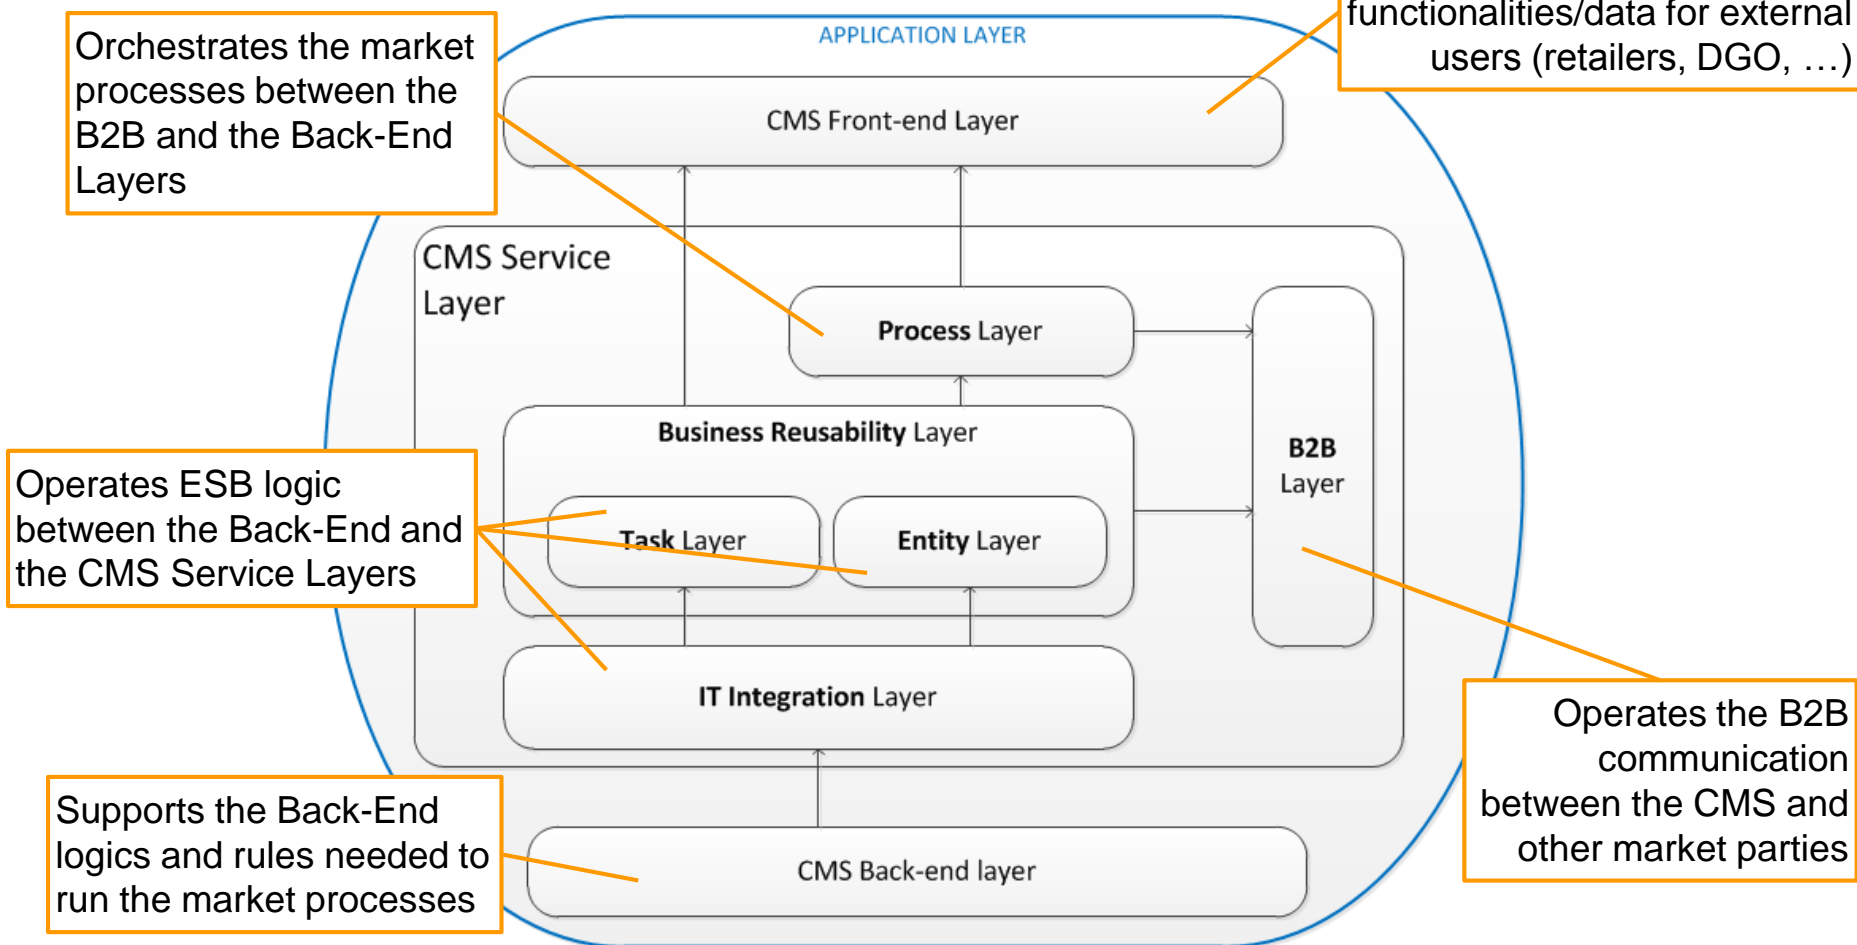 functionalities/data for external
users (retailers, DGO, …)
APPLICATION LAYER
Orchestrates the market
processes between the
B2B and the Back-End
Layers
CMS Front-end Layer
CMS Service
Layer
Process Layer
Business Reusability Layer
B2B
Layer
Operates ESB logic
between the Back-End and
the CMS Service Layers
Task Layer
Entity Layer
IT Integration Layer
Operates the B2B
communication
between the CMS and
other market parties
Supports the Back-End
logics and rules needed to
run the market processes
CMS Back-end layer